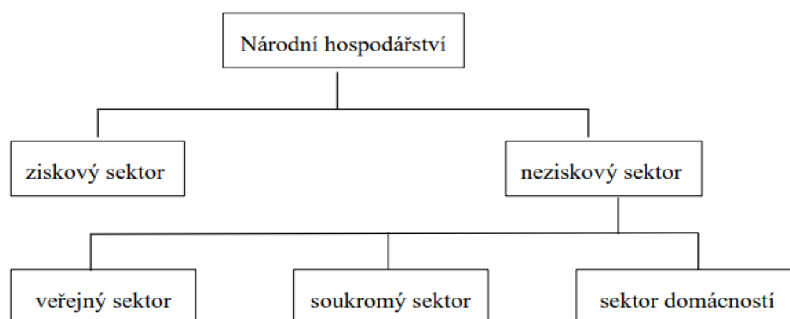 Národní hospodářství
ziskový sektor
neziskový sektor
veřejný sektor
soukromý sektor
sektor domácností